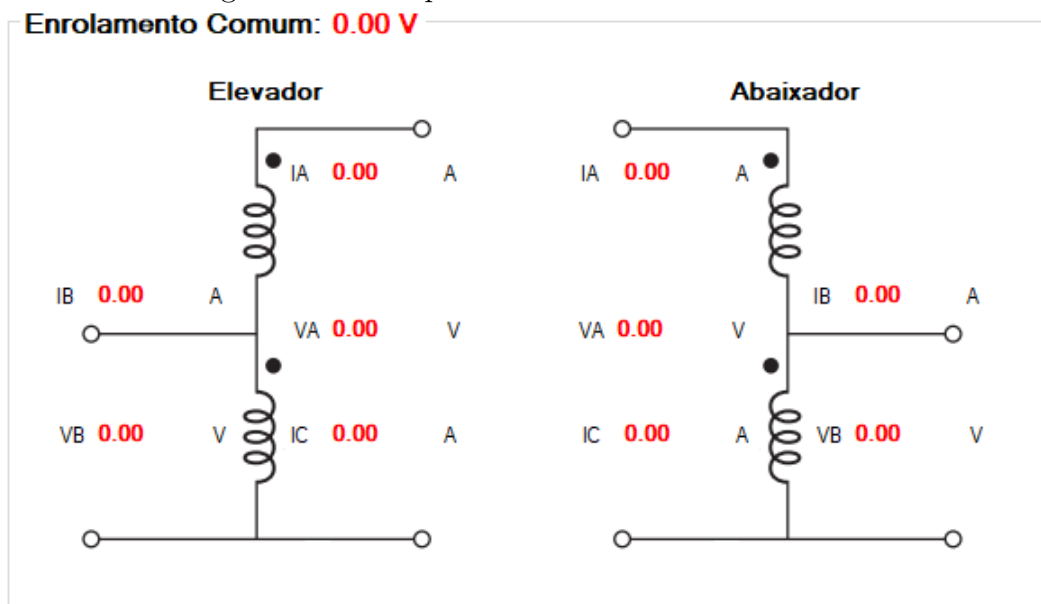 Enrolamento Comum: 0.00 V
Elevador Abaixador
IA 0.00 A IA 0.00 A
IB 0.00 A IB 0.00 A
VA 0.00 V VA 0.00 V
VB 0.00 V IC 0.00 A IC 0.00 A VB 0.00 V